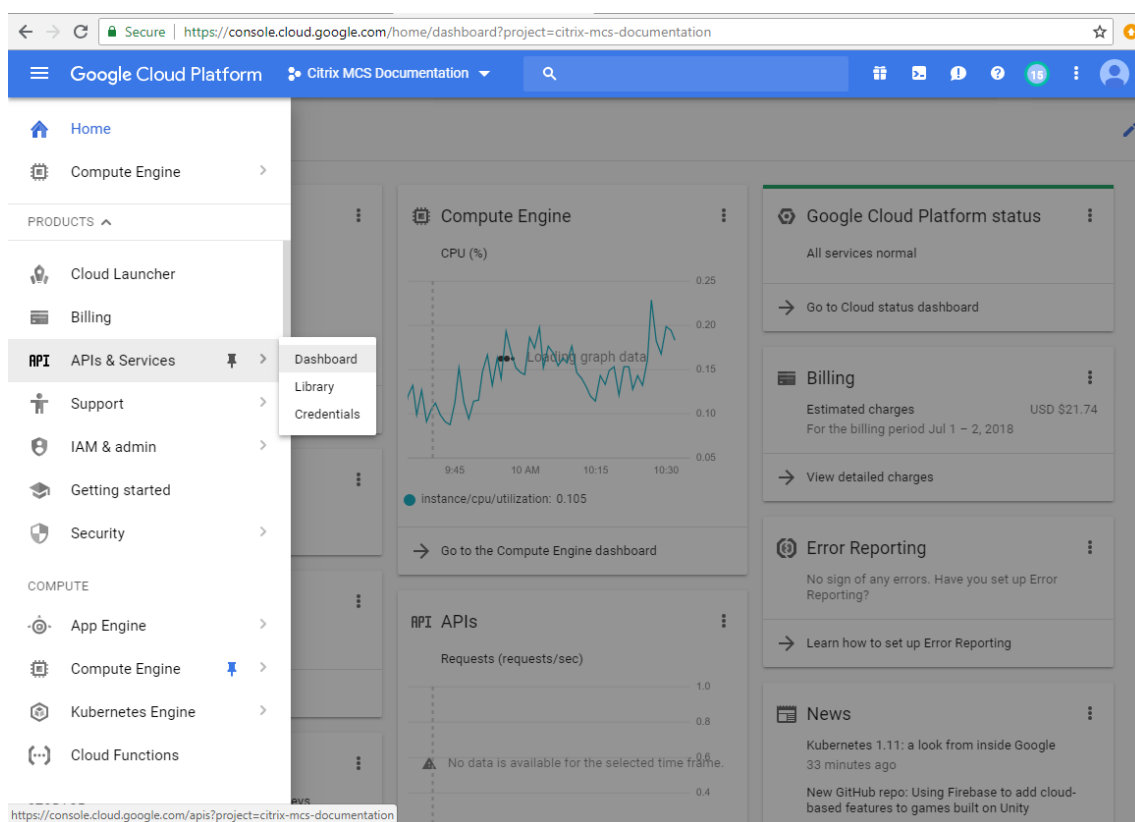 Secure | https://console.cloud.google.com/home/dashboard?project=citrix-mcs-documentation
Google Cloud Platform
Citrix MCS Documentation
15
Home
Compute Engine
PRODUCTS
Cloud Launcher
Billing
API APIs & Services
Support
IAM & admin
Getting started
Security
COMPUTE
App Engine
Compute Engine
Kubernetes Engine
Cloud Functions
https://console.cloud.google.com/apis?project=citrix-mcs-documentation
Dashboard
Library
Credentials
Compute Engine
CPU (%)
0.25
0.20
Loading graph data
0.15
0.10
0.05
9:45 10 AM 10:15 10:30
instance/cpu/utilization: 0.105
Go to the Compute Engine dashboard
API APIs
Requests (requests/sec)
1.0
0.8
0.6
No data is available for the selected time frame.
0.4
Google Cloud Platform status
All services normal
Go to Cloud status dashboard
Billing
Estimated charges USD $21.74
For the billing period Jul 1 – 2, 2018
View detailed charges
Error Reporting
No sign of any errors. Have you set up Error
Reporting?
Learn how to set up Error Reporting
News
Kubernetes 1.11: a look from inside Google
33 minutes ago
New GitHub repo: Using Firebase to add cloud-
based features to games built on Unity